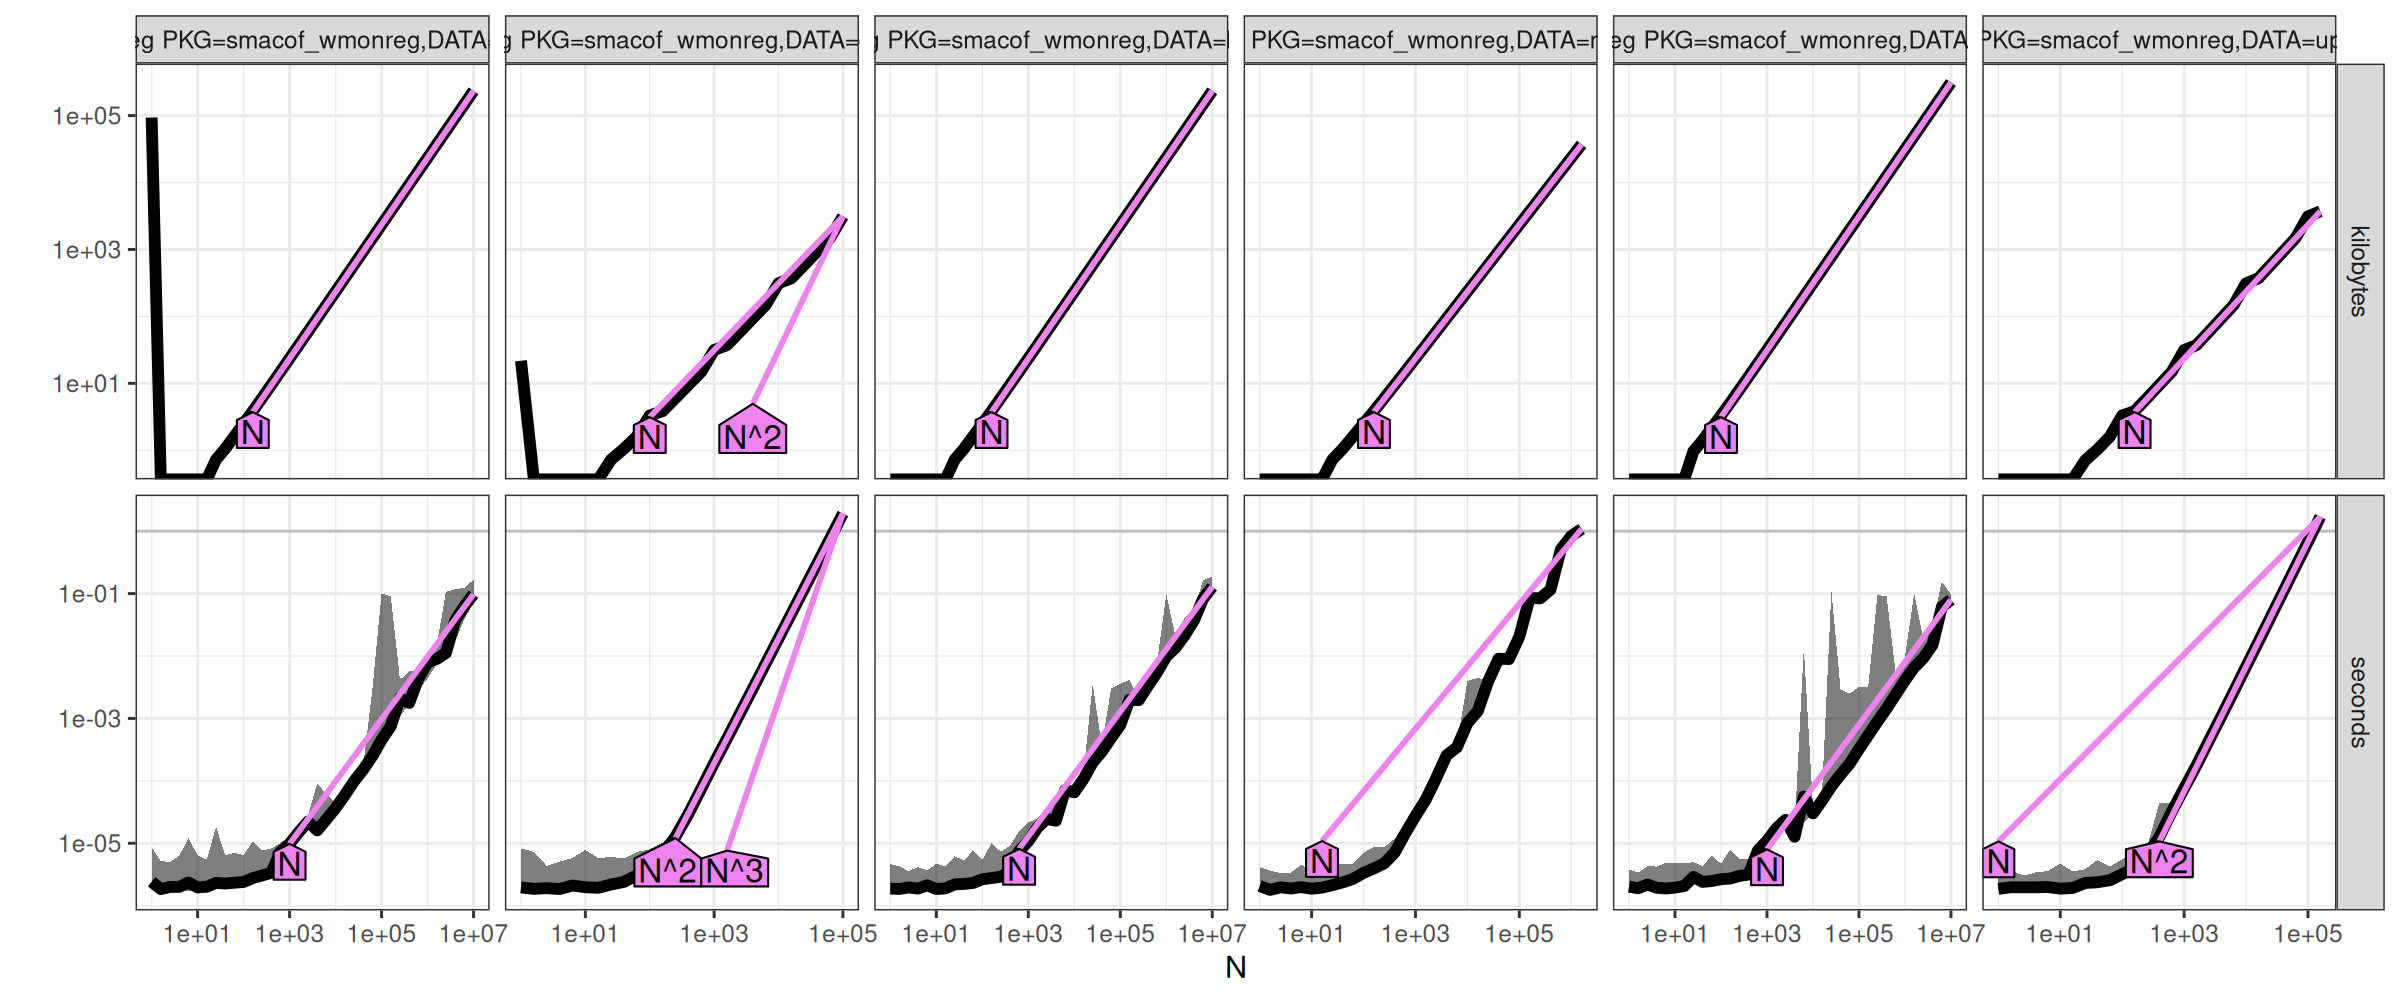 eg PKG=smacof_wmonreg,DATA=
g PKG=smacof_wmonreg,DATA=
PKG=smacof_wmonreg,DATA=
PKG=smacof_wmonreg,DATA=r
eg PKG=smacof_wmonreg,DATA
PKG=smacof_wmonreg,DATA=up
1e+05
1e+03
1e+01
N
N
N^2
N
N
N
N
kilobytes
1e-01
1e-03
1e-05
N
N^2
N^3
N
N
N
N
N^2
seconds
1e+01 1e+03 1e+05 1e+07
1e+01 1e+03 1e+05
1e+01 1e+03 1e+05 1e+07
1e+01 1e+03 1e+05
1e+01 1e+03 1e+05 1e+07
1e+01 1e+03 1e+05
N